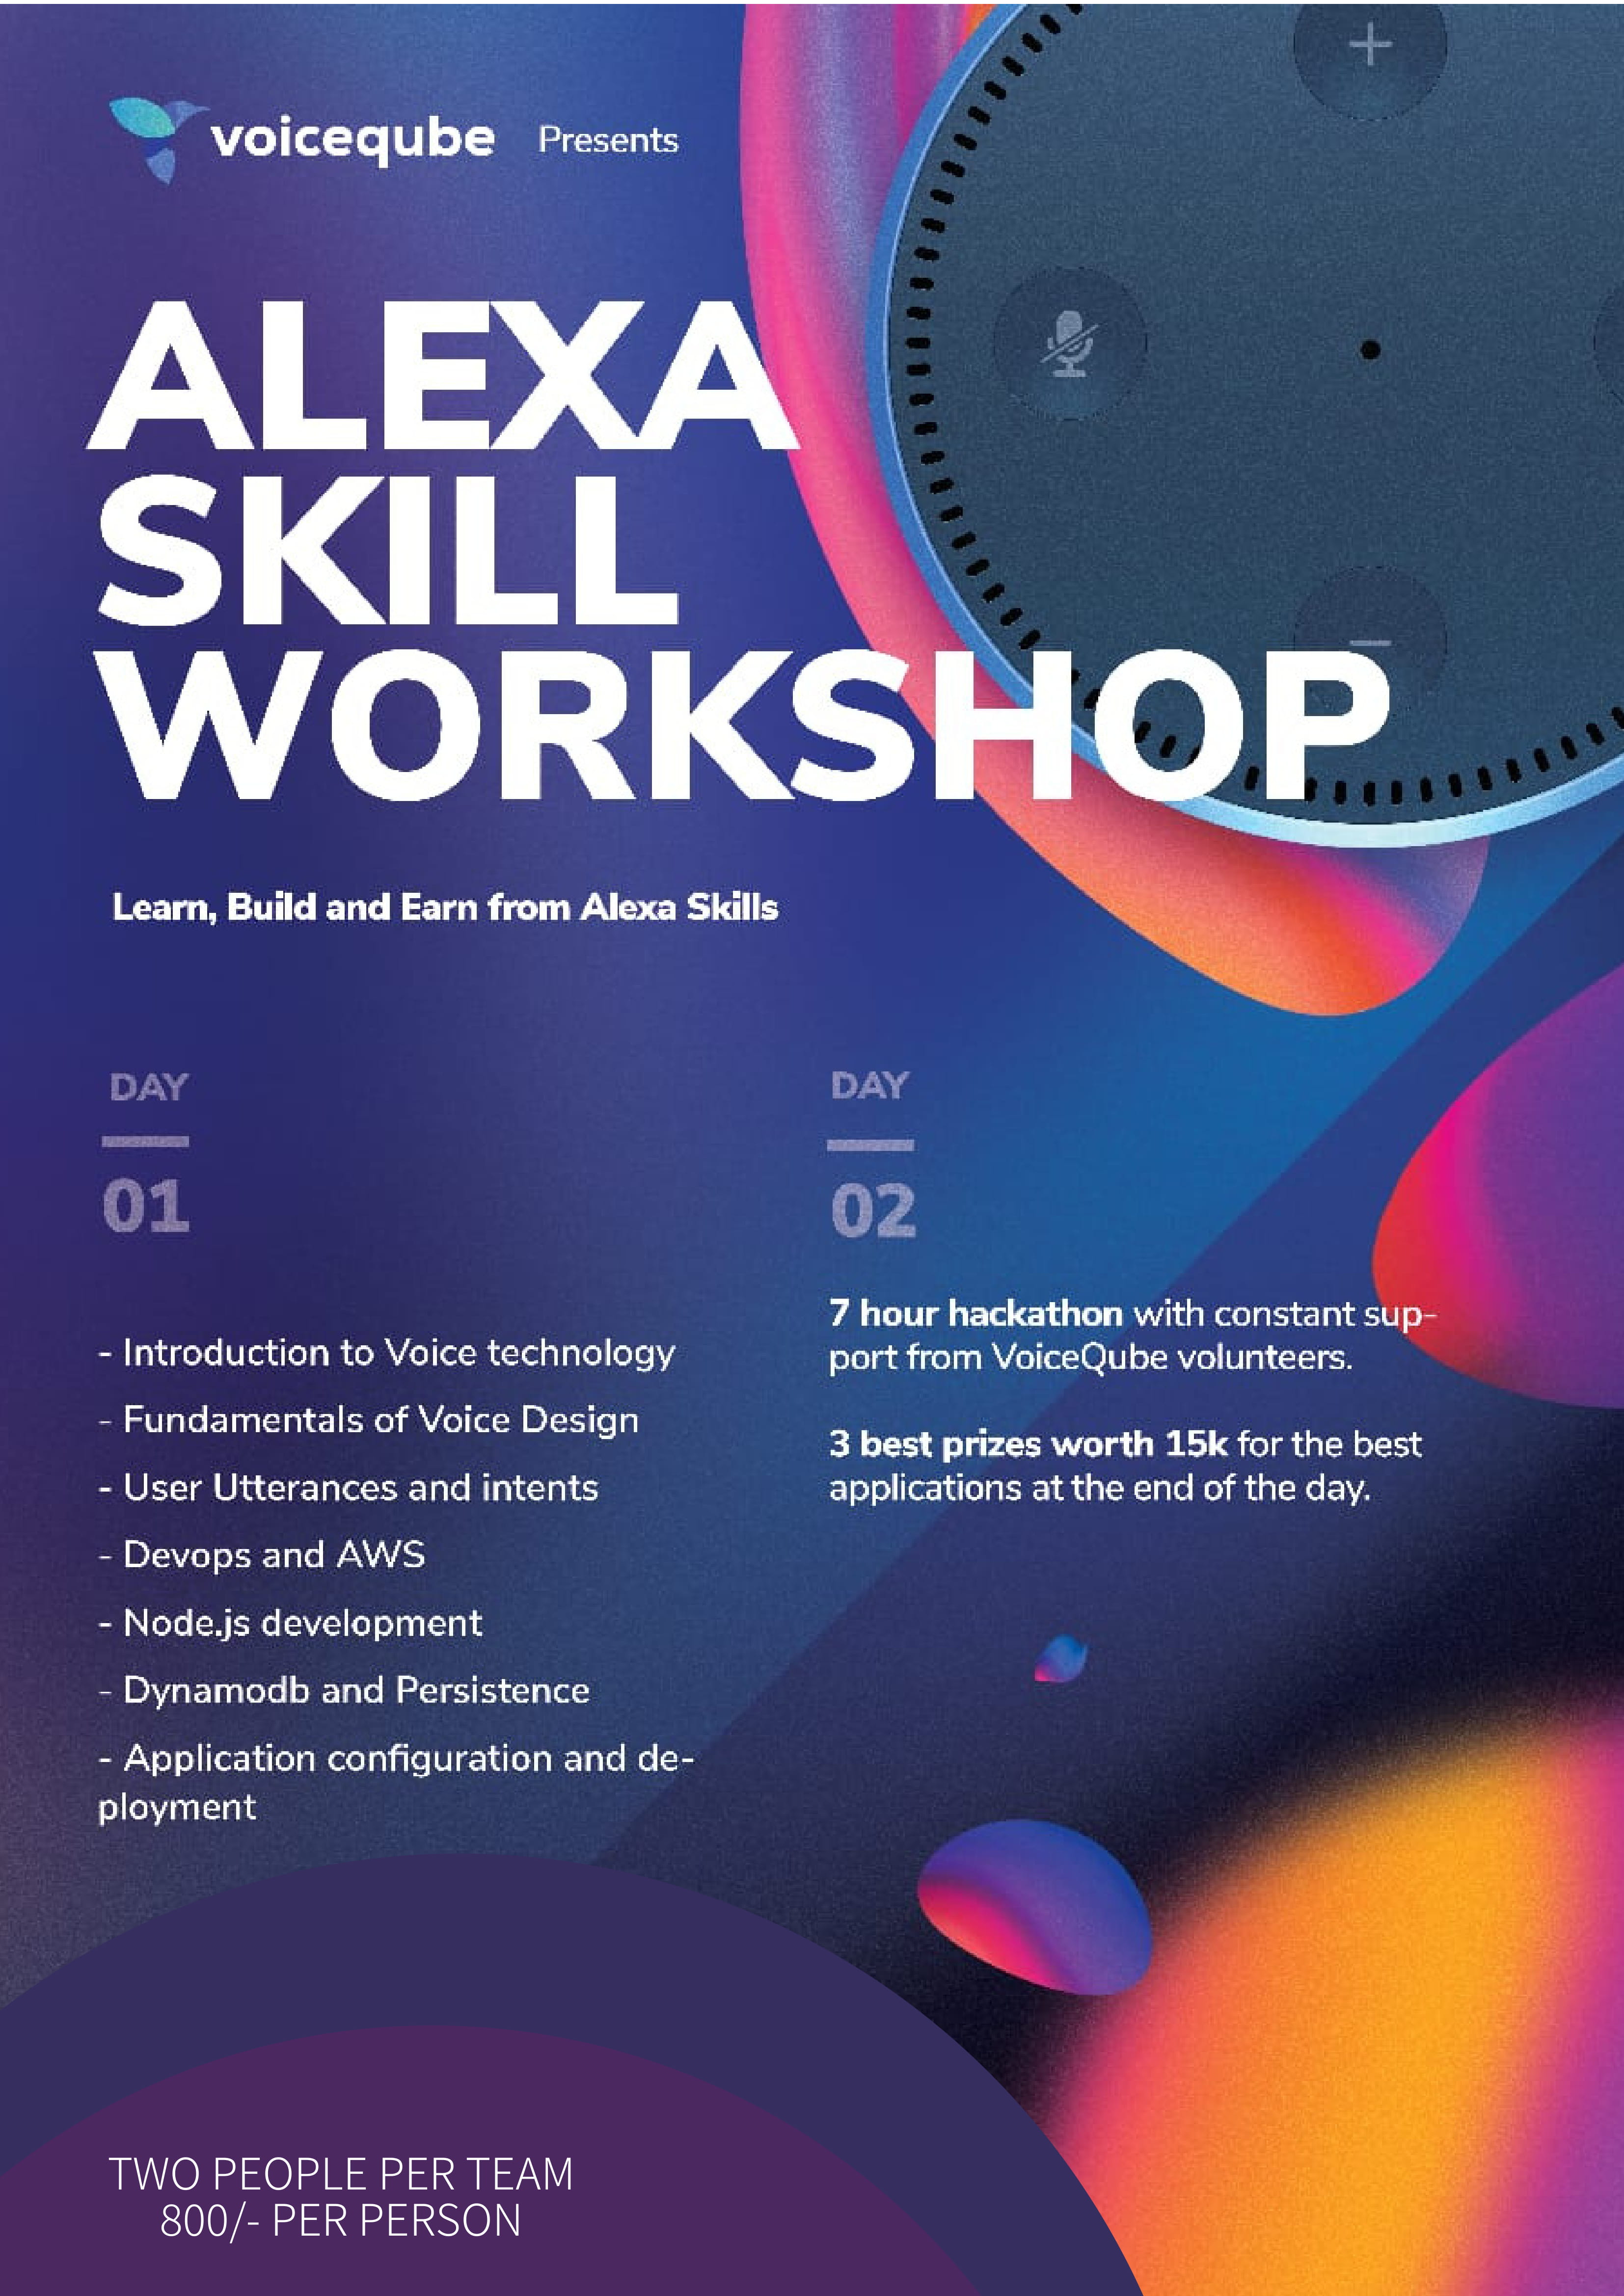 voiceqube Presents
ALEXA
SKILL
WORKSHOP
Learn, Build and Earn from Alexa Skills
DAY
01
- Introduction to Voice technology
- Fundamentals of Voice Design
- User Utterances and intents
- Devops and AWS
- Node.js development
- Dynamodb and Persistence
- Application configuration and de-
ployment
DAY
02
7 hour hackathon with constant sup-
port from VoiceQube volunteers.
3 best prizes worth 15k for the best
applications at the end of the day.
TWO PEOPLE PER TEAM
800/- PER PERSON